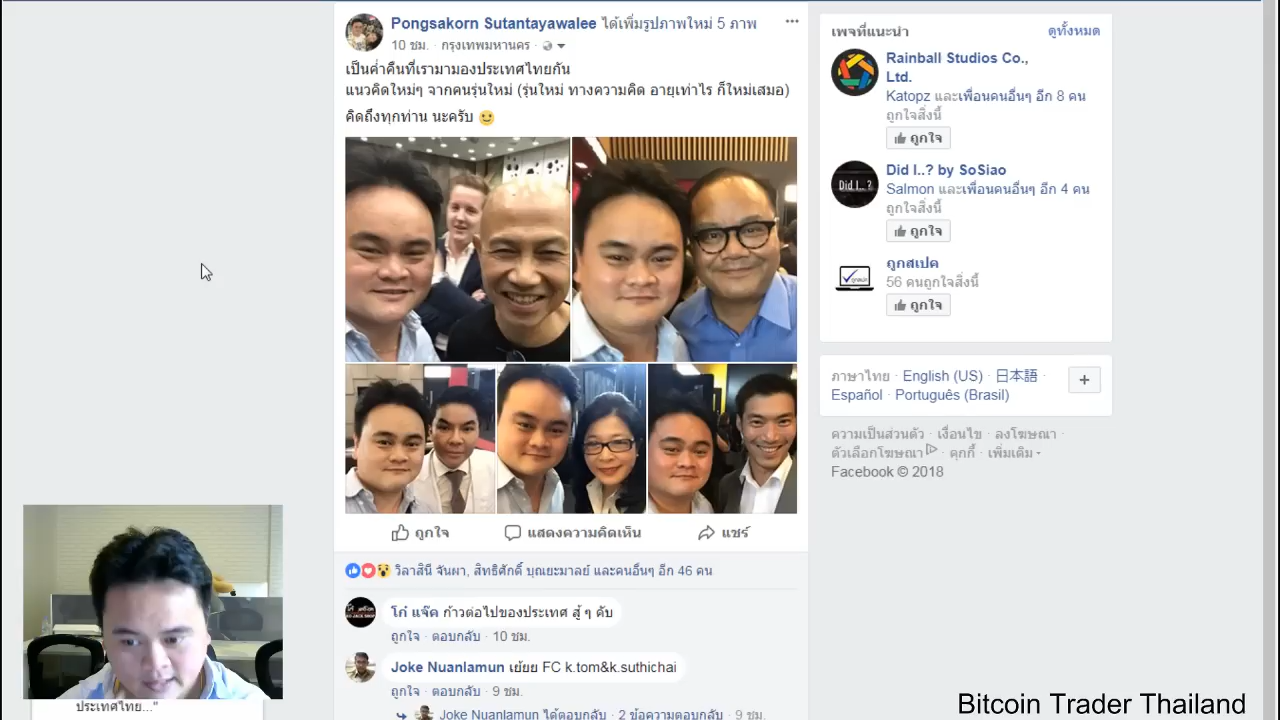 Pongsakorn Sutantayawalee ได้เพิ่มรูปภาพใหม่ 5 ภาพ
10 ชม. · กรุงเทพมหานคร ·
เป็นค่ำคืนที่เรามามองประเทศไทยกัน
แนวคิดใหม่ๆ จากคนรุ่นใหม่ (รุ่นใหม่ ทางความคิด อายุเท่าไร ก็ใหม่เสมอ)
คิดถึงทุกท่าน นะครับ
ถูกใจ แสดงความคิดเห็น แชร์
วิลาสินี จันผา, สิทธิศักดิ์ บุณยะมาลย์ และคนอื่นๆ อีก 46 คน
โก๋ แจ๊ค ก้าวต่อไปของประเทศ สู้ ๆ คับ
ถูกใจ · ตอบกลับ · 10 ชม.
Joke Nuanlamun เย้ยย FC k.tom&k.suthichai
ถูกใจ · ตอบกลับ · 9 ชม.
Joke Nuanlamun ได้ตอบกลับ · 2 ข้อความตอบกลับ · 9 ชม.
เพจที่แนะนำ ดูทั้งหมด
Rainball Studios Co.,
Ltd.
Katopz และเพื่อนคนอื่นๆ อีก 8 คน
ถูกใจสิ่งนี้
ถูกใจ
Did I...?
Did I..? by SoSiao
Salmon และเพื่อนคนอื่นๆ อีก 4 คน
ถูกใจสิ่งนี้
ถูกใจ
ถูกสเปค
56 คนถูกใจสิ่งนี้
ถูกใจ
ภาษาไทย · English (US) · 日本語 ·
Español · Português (Brasil)
ความเป็นส่วนตัว · เงื่อนไข · ลงโฆษณา ·
ตัวเลือกโฆษณา · คุกกี้ · เพิ่มเติม
Facebook © 2018
ประเทศไทย..."
Bitcoin Trader Thailand